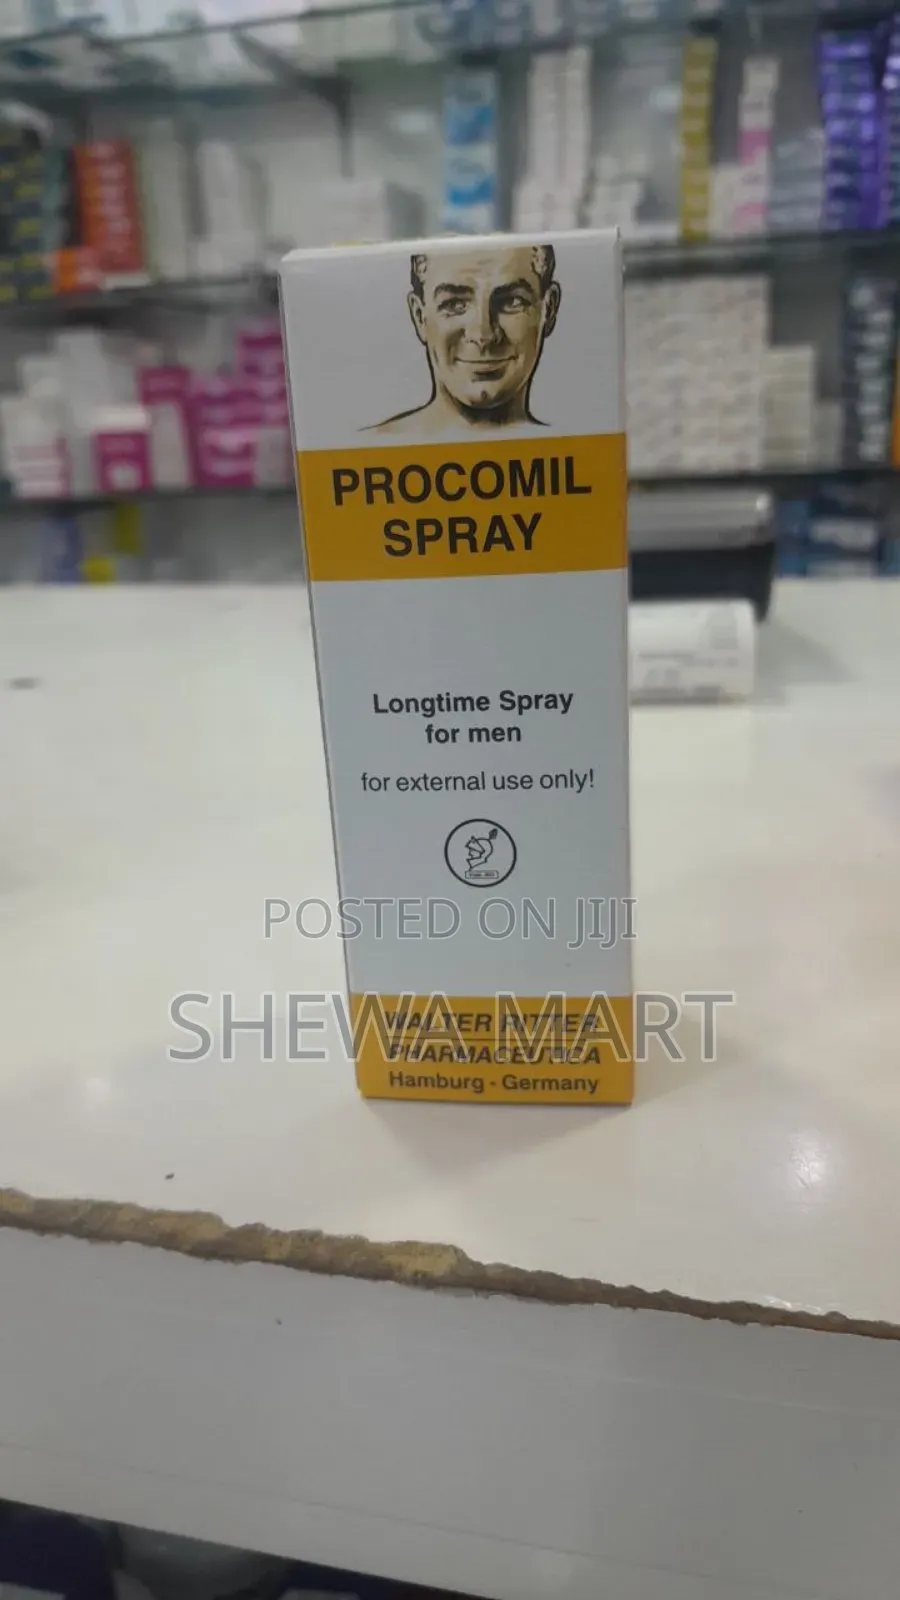 PROCOMIL
SPRAY
Longtime Spray
for men
for external use only!
POSTED ON JIJI
SHEWA MART
WALTER RITTER
PHARMACEUTICA
Hamburg - Germany